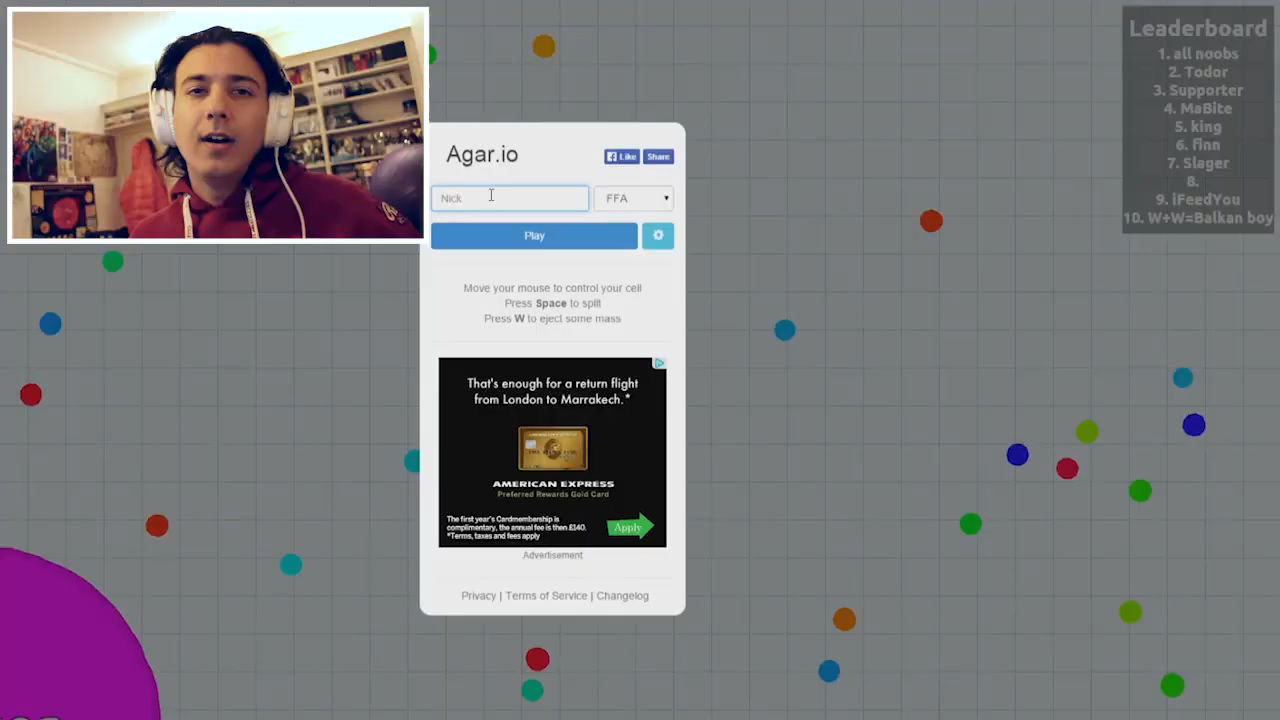 Agar.io
Like
Share
Nick
FFA
Play
Move your mouse to control your cell
Press Space to split
Press W to eject some mass
That's enough for a return flight
from London to Marrakech.*
AMERICAN EXPRESS
Preferred Rewards Gold Card
The first year's Cardmembership is
complimentary, the annual fee is then £140.
*Terms, taxes and fees apply
Apply
Advertisement
Privacy | Terms of Service | Changelog
Leaderboard
1. all noobs
2. Todor
3. Supporter
4. MaBite
5. king
6. finn
7. Slager
8.
9. iFeedYou
10. W+W=Balkan boy